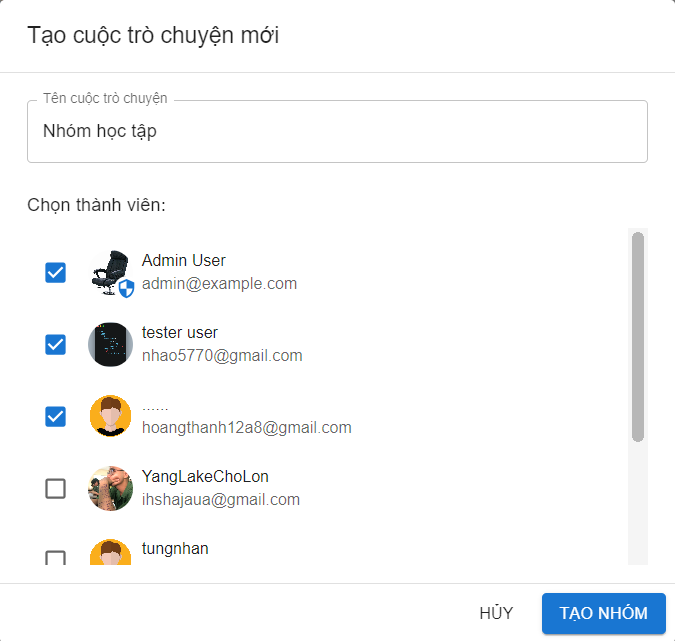 Tạo cuộc trò chuyện mới
Tên cuộc trò chuyện
Nhóm học tập
Chọn thành viên:
Admin User
admin@example.com
tester user
nhao5770@gmail.com
......
hoangthanh12a8@gmail.com
YangLakeChoLon
ihshajaua@gmail.com
tungnhan
HỦY
TẠO NHÓM